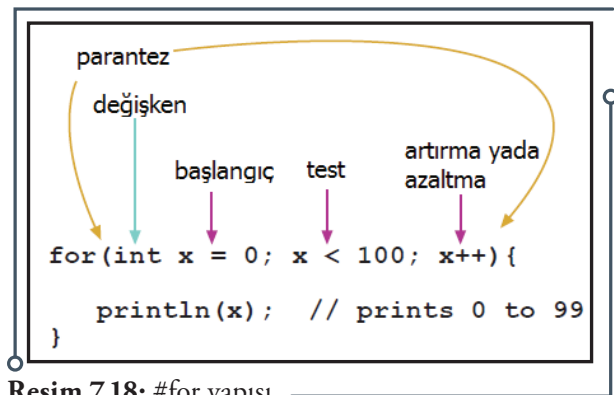 parantez
değişken
başlangıç
test
artırma yada
azaltma
for(int x = 0; x < 100; x++){
println(x); // prints 0 to 99
}
Resim 7.18: #for yapısı